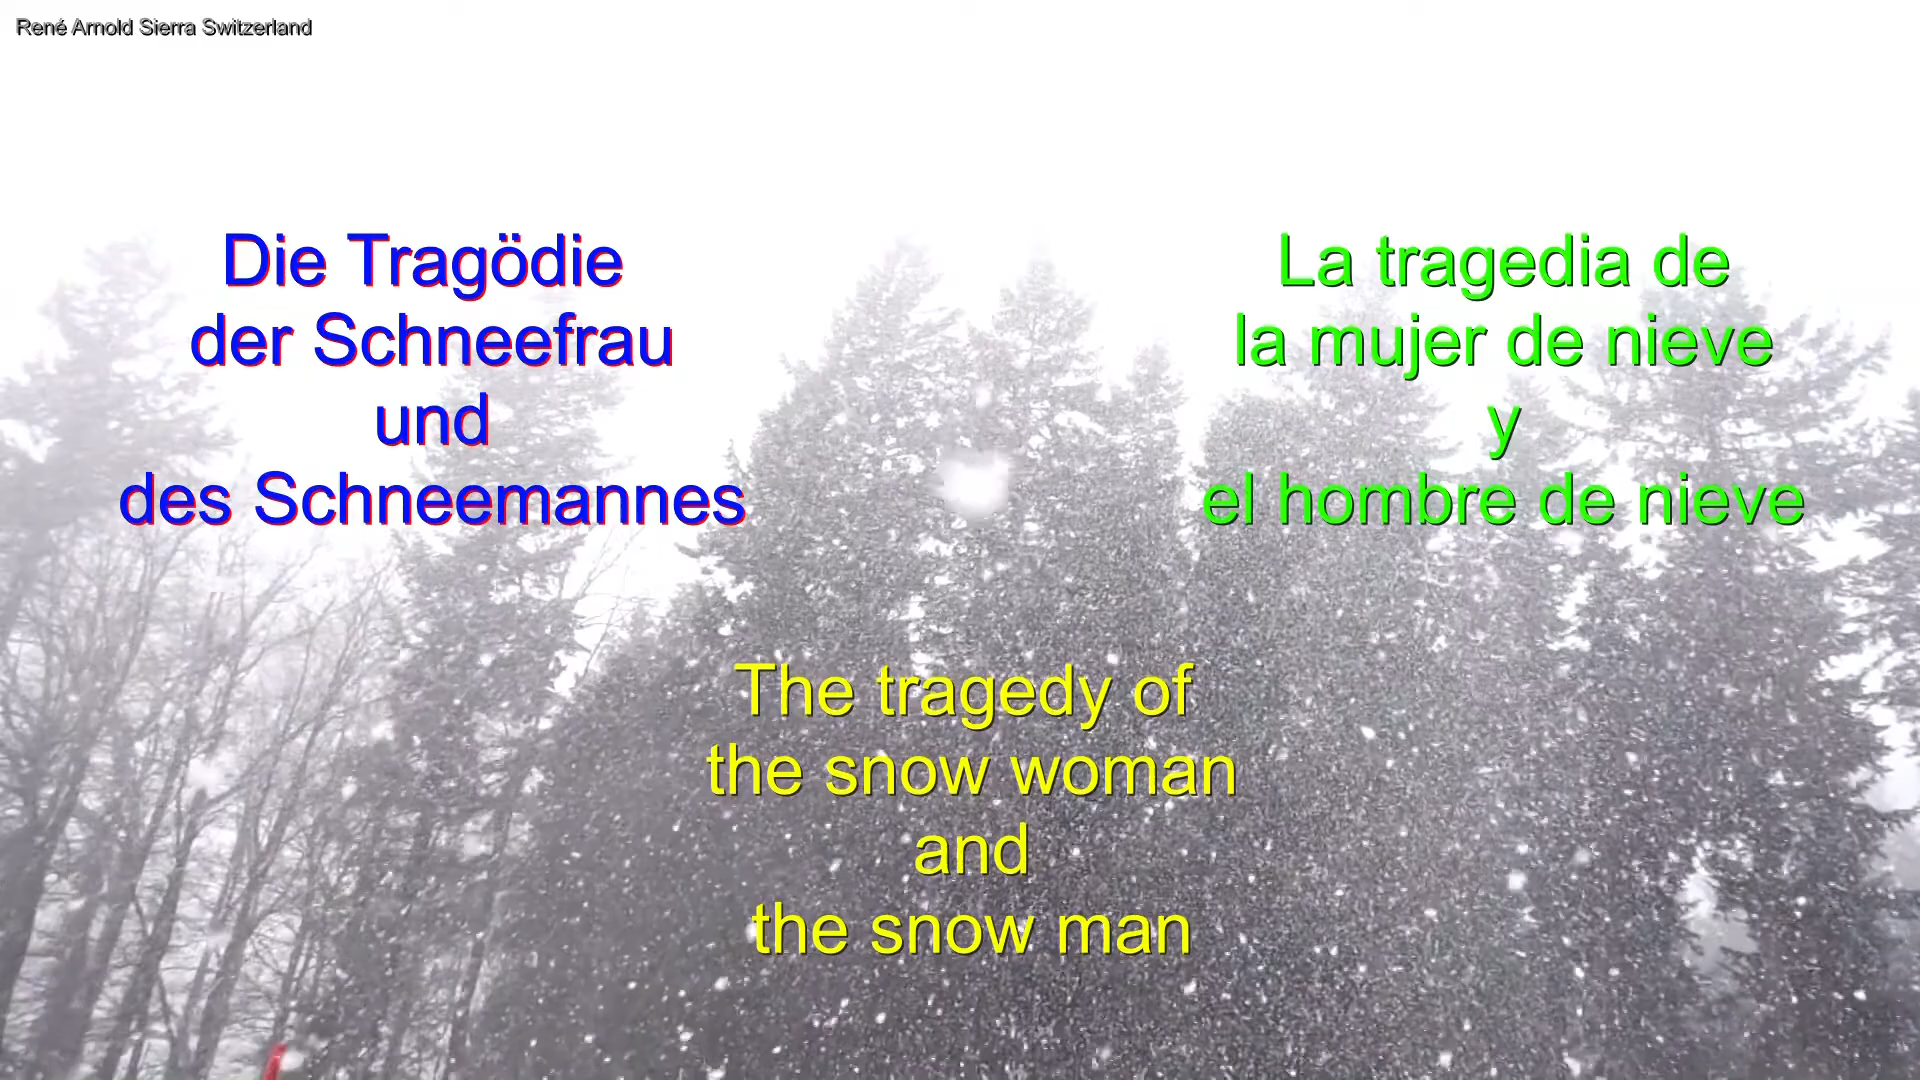 René Arnold Sierra Switzerland
Die Tragödie
der Schneefrau
und
des Schneemannes
La tragedia de
la mujer de nieve
y
el hombre de nieve
The tragedy of
the snow woman
and
the snow man